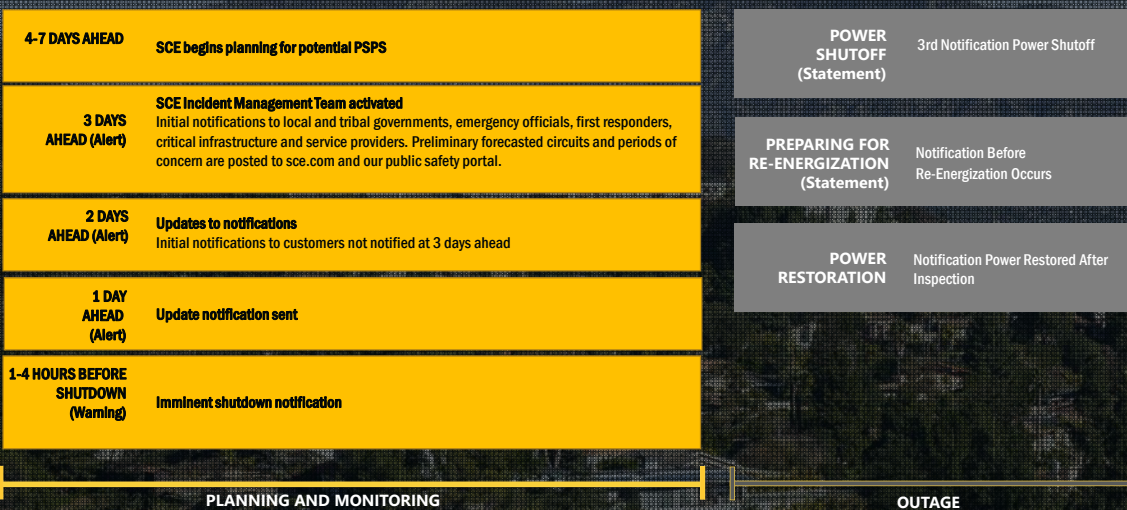 4-7 DAYS AHEAD
SCE begins planning for potential PSPS
3 DAYS
AHEAD (Alert)
SCE Incident Management Team activated
Initial notifications to local and tribal governments, emergency officials, first responders,
critical infrastructure and service providers. Preliminary forecasted circuits and periods of
concern are posted to sce.com and our public safety portal.
2 DAYS
AHEAD (Alert)
Updates to notifications
Initial notifications to customers not notified at 3 days ahead
1 DAY
AHEAD
(Alert)
Update notification sent
1-4 HOURS BEFORE
SHUTDOWN
(Warning)
Imminent shutdown notification
PLANNING AND MONITORING
POWER
SHUTOFF
(Statement)
3rd Notification Power Shutoff
PREPARING FOR
RE-ENERGIZATION
(Statement)
Notification Before
Re-Energization Occurs
POWER
RESTORATION
Notification Power Restored After
Inspection
OUTAGE